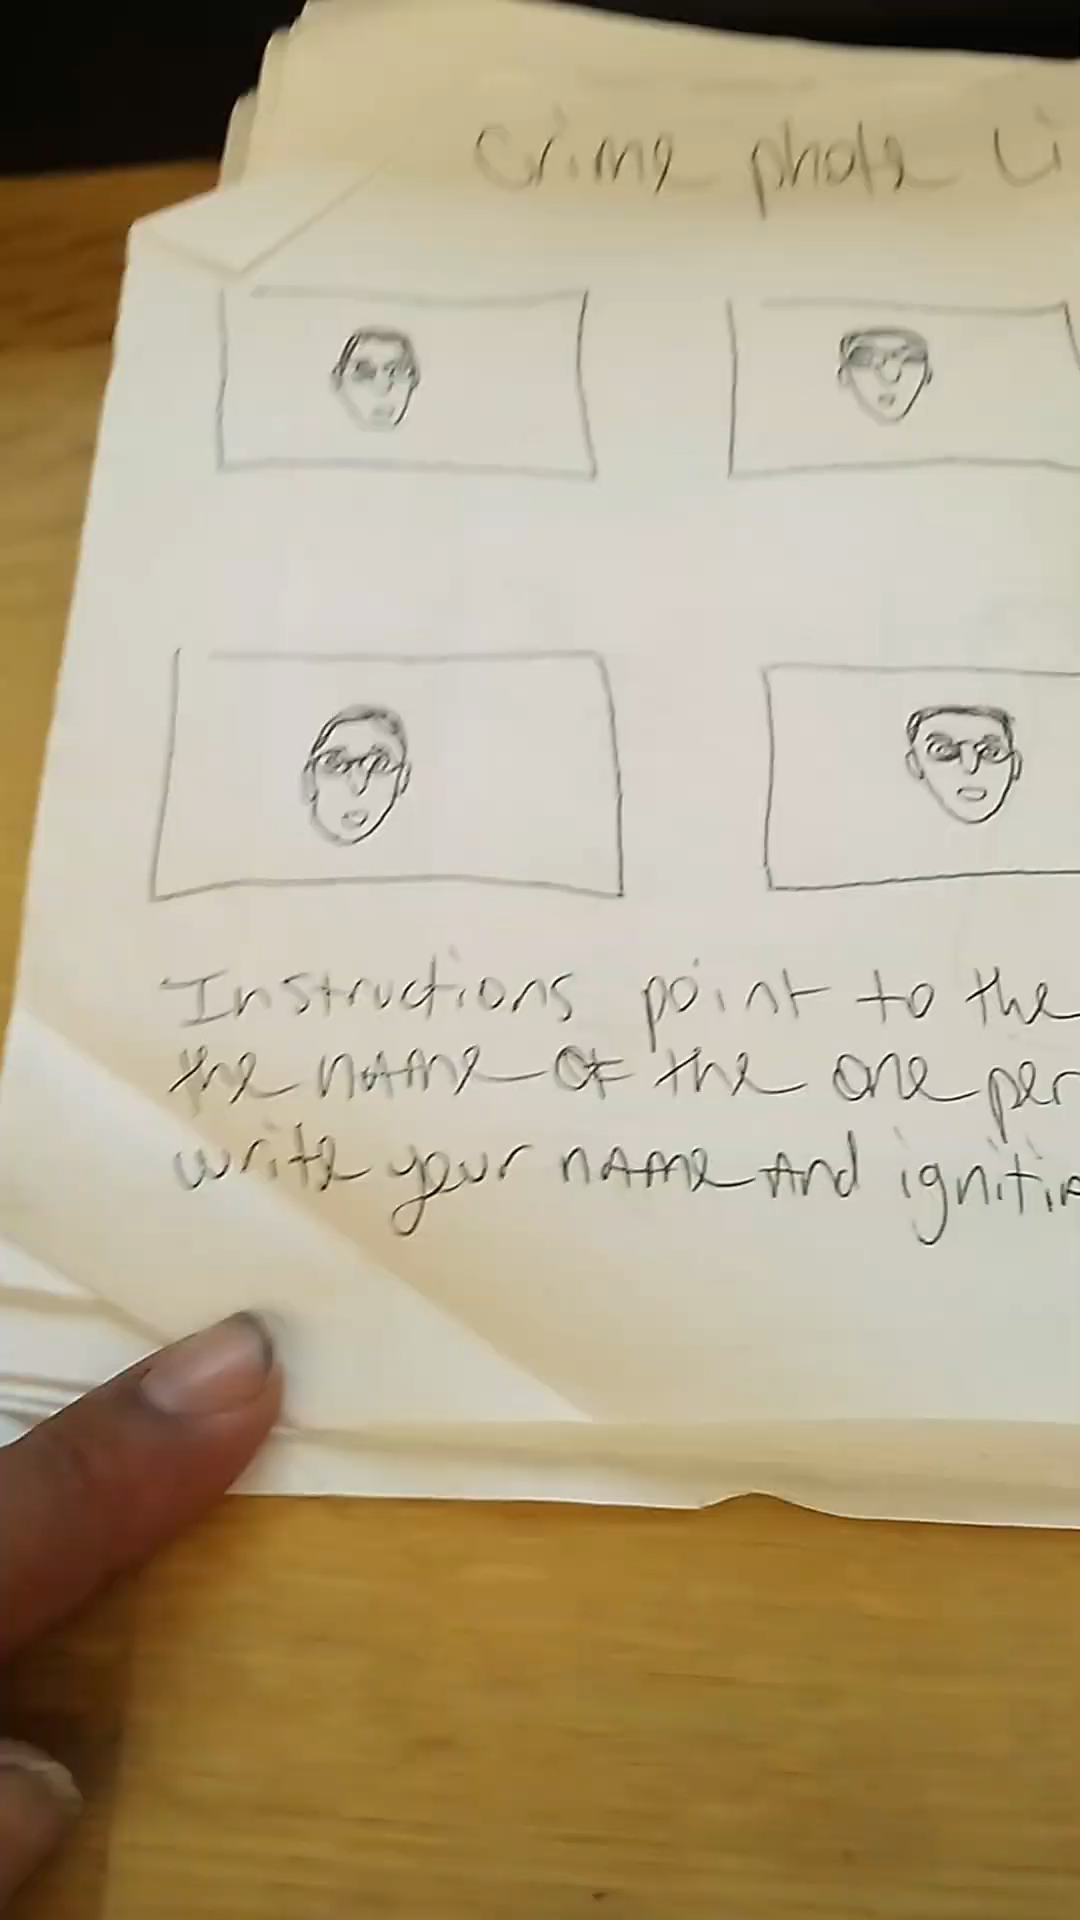 Crime photo Li
Instructions point to the
the name of the one per
write your name and ignitin